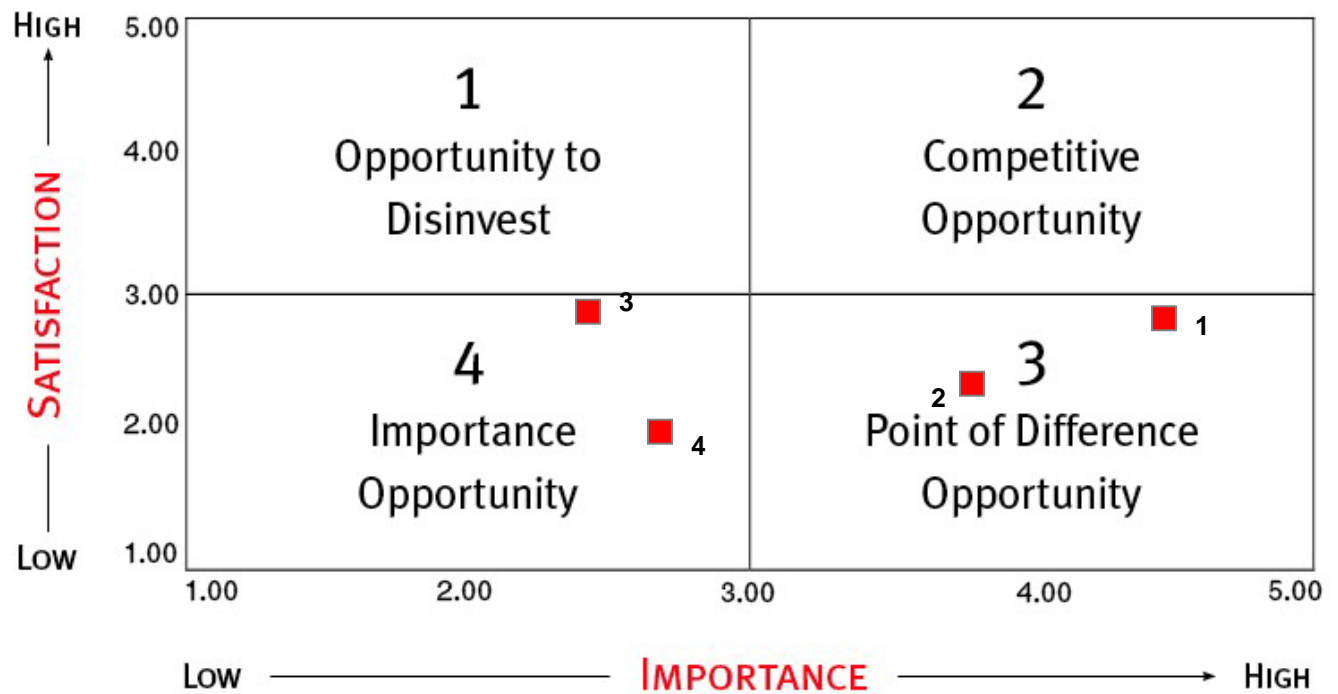 HIGH
5.00
1
Opportunity to
Disinvest
2
Competitive
Opportunity
4.00
SATISFACTION
3.00
3
1
4
Importance
Opportunity
2
3
Point of Difference
Opportunity
2.00
4
LOW
1.00
1.00 2.00 3.00 4.00 5.00
LOW IMPORTANCE HIGH